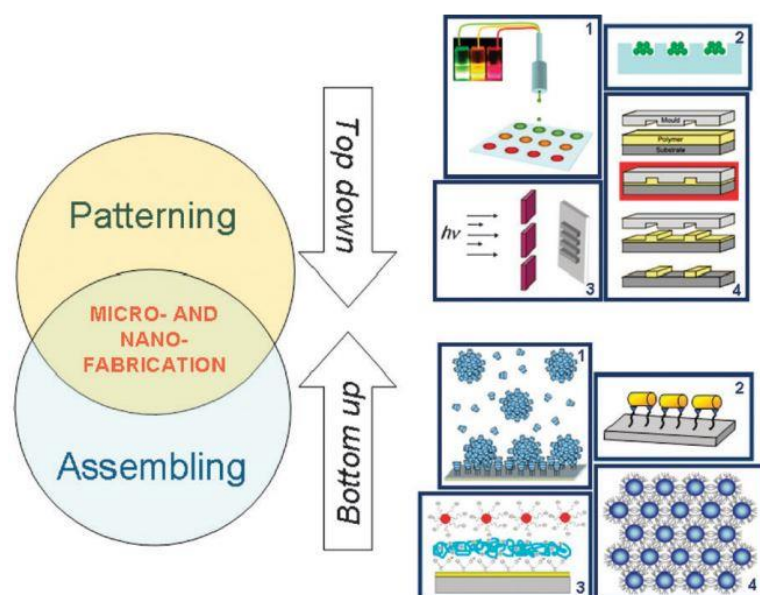 Patterning
MICRO- AND
NANO-
FABRICATION
Assembling
Top down
Bottom up
1
2
hν
3
Mould
Polymer
Substrate
4
1
2
3
4